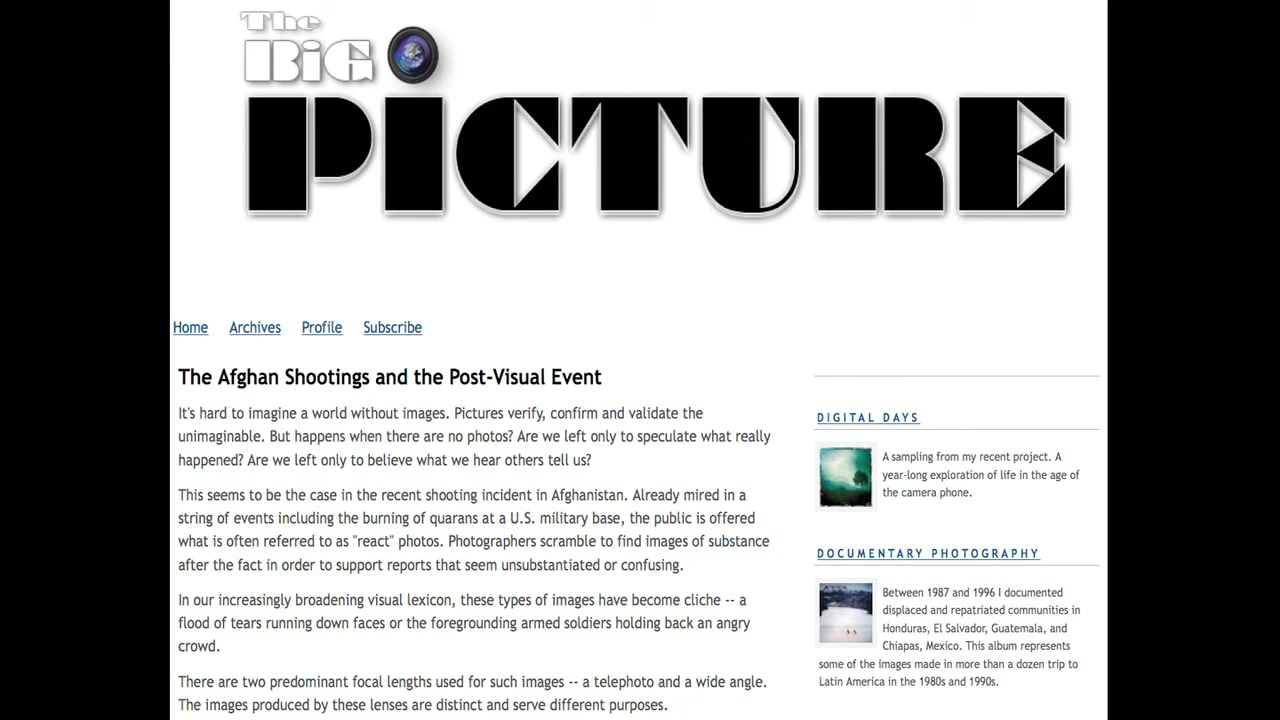 The
BiG
PiCTURE
Home Archives Profile Subscribe
The Afghan Shootings and the Post-Visual Event
It's hard to imagine a world without images. Pictures verify, confirm and validate the
unimaginable. But happens when there are no photos? Are we left only to speculate what really
happened? Are we left only to believe what we hear others tell us?
This seems to be the case in the recent shooting incident in Afghanistan. Already mired in a
string of events including the burning of qurans at a U.S. military base, the public is offered
what is often referred to as "react" photos. Photographers scramble to find images of substance
after the fact in order to support reports that seem unsubstantiated or confusing.
In our increasingly broadening visual lexicon, these types of images have become cliche -- a
flood of tears running down faces or the foregrounding armed soldiers holding back an angry
crowd.
There are two predominant focal lengths used for such images -- a telephoto and a wide angle.
The images produced by these lenses are distinct and serve different purposes.
DIGITAL DAYS
A sampling from my recent project. A
year-long exploration of life in the age of
the camera phone.
DOCUMENTARY PHOTOGRAPHY
Between 1987 and 1996 I documented
displaced and repatriated communities in
Honduras, El Salvador, Guatemala, and
Chiapas, Mexico. This album represents
some of the images made in more than a dozen trip to
Latin America in the 1980s and 1990s.